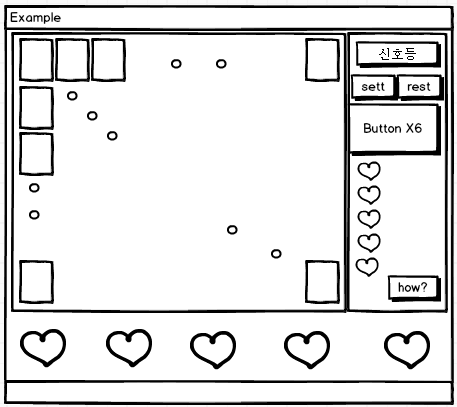 Example
신호등
sett rest
Button X6
how?